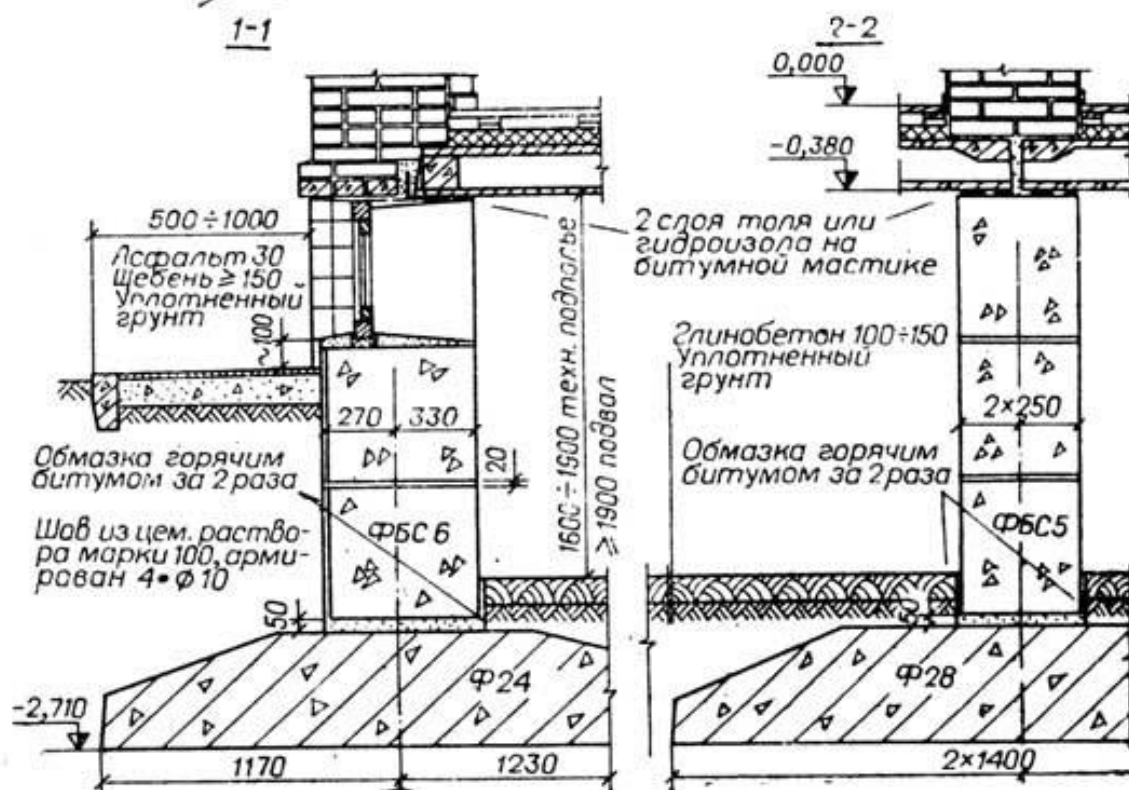 1-1
2-2
0,000
-0,380
500÷1000
Асфальт 30
Щебень ≥ 150
Уплотненный
грунт
~100
2 слоя толя или
гидроизола на
битумной мастике
1600÷1900 техн. подполье
≥1900 подвал
Глинобетон 100÷150
Уплотненный
грунт
270
330
2×250
20
Обмазка горячим
битумом за 2 раза
Обмазка горячим
битумом за 2 раза
ФБС 6
ФБС5
Шов из цем. раство-
ра марки 100, арми-
рован 4•ф10
50
50
Ф24
Ф28
-2,710
1170
1230
2×1400